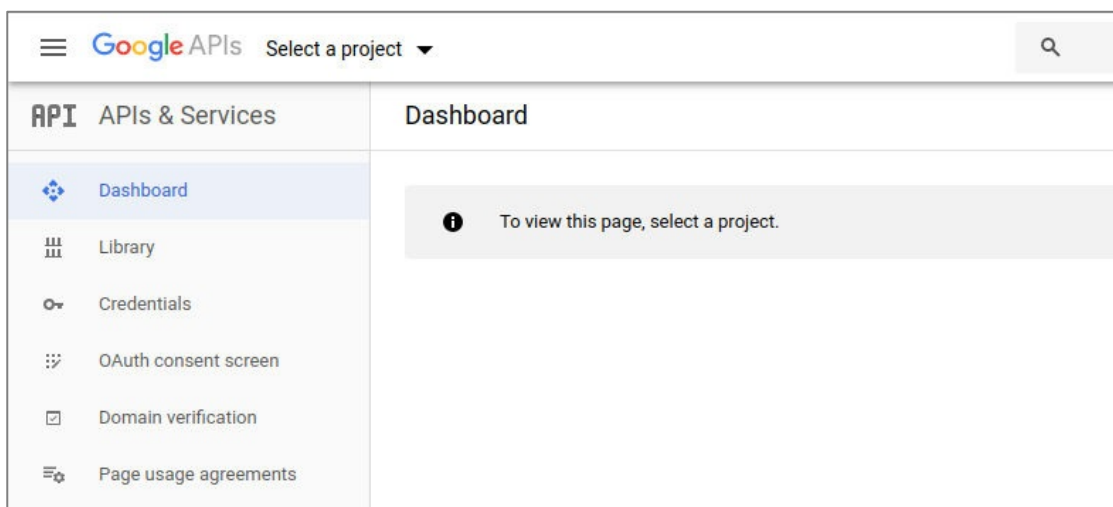 Google APIs Select a project
API APIs & Services
Dashboard
Dashboard
To view this page, select a project.
Library
Credentials
OAuth consent screen
Domain verification
Page usage agreements